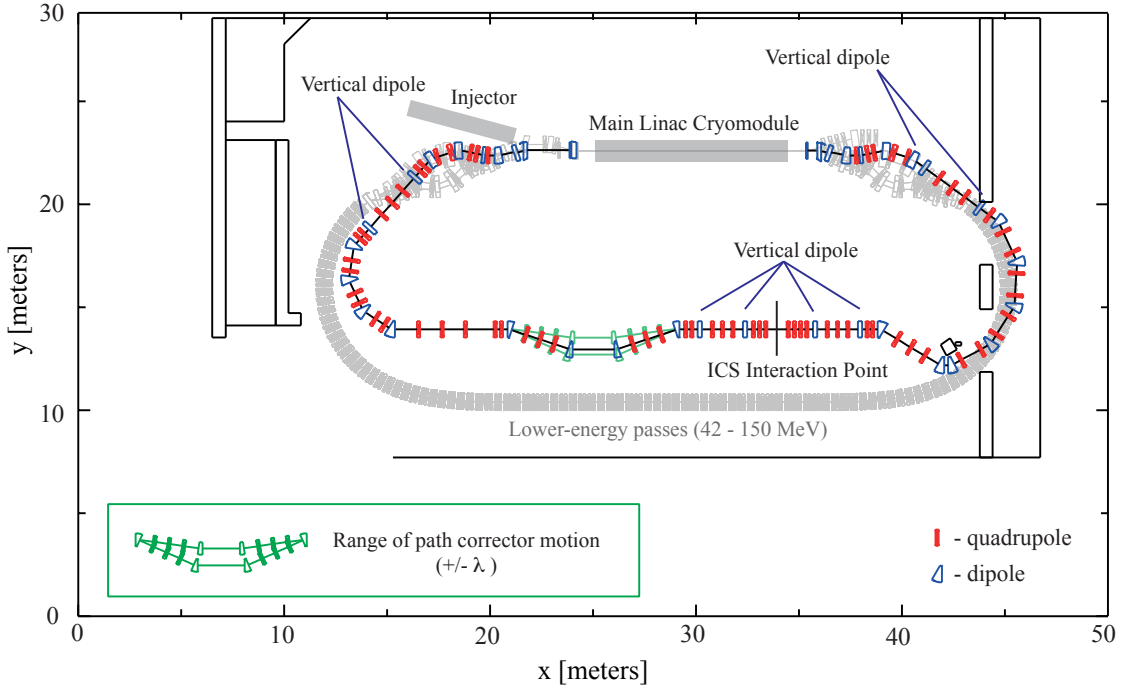 30
20
10
0
y [meters]
Vertical dipole
Injector
Main Linac Cryomodule
Vertical dipole
Vertical dipole
ICS Interaction Point
Lower-energy passes (42 - 150 MeV)
Range of path corrector motion
(+/- λ )
- quadrupole
- dipole
0
10
20
30
40
50
x [meters]